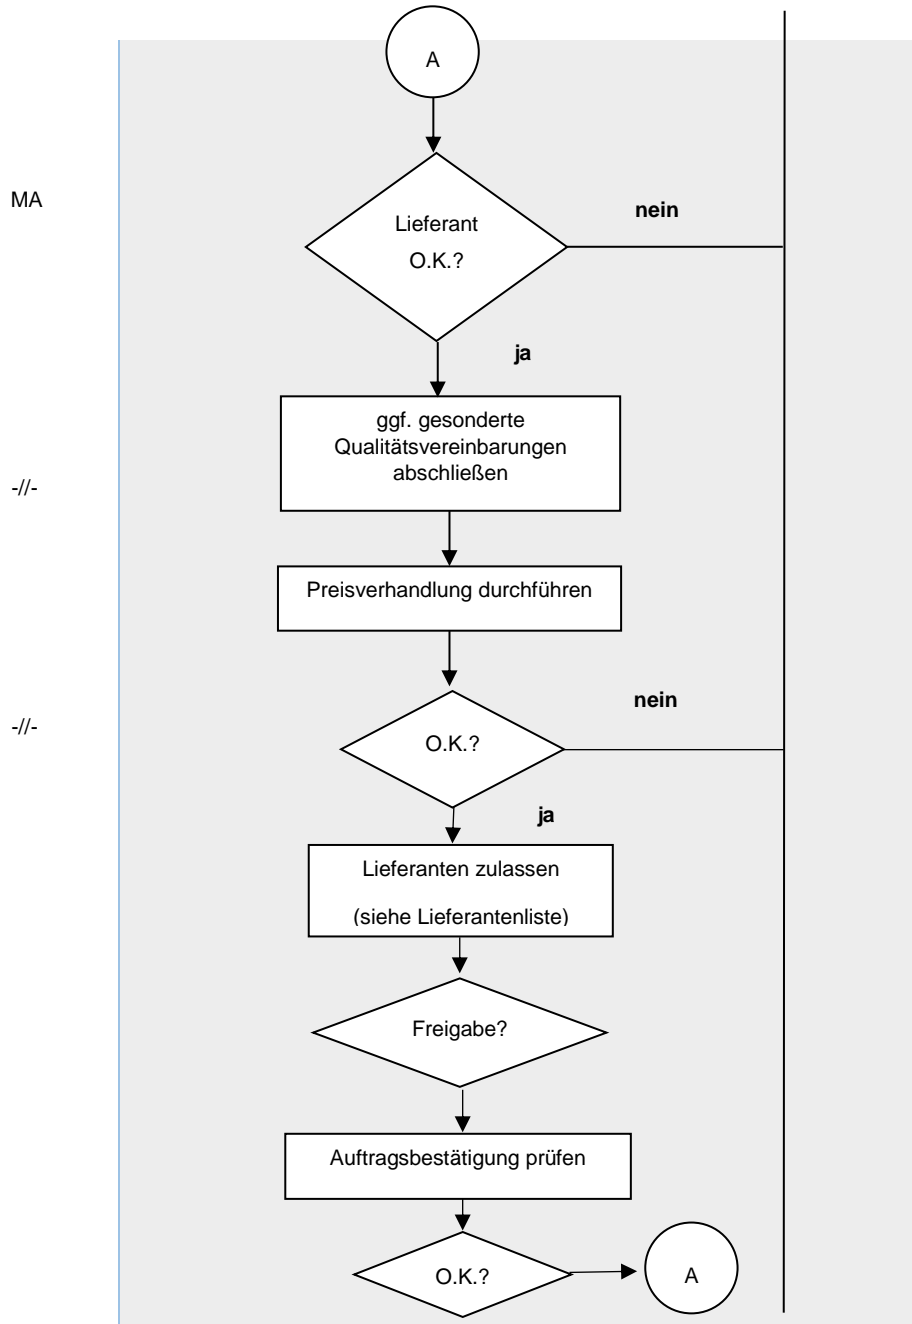 A
MA
nein
Lieferant
O.K.?
ja
ggf. gesonderte
Qualitätsvereinbarungen
abschließen
-//-
Preisverhandlung durchführen
nein
-//-
O.K.?
ja
Lieferanten zulassen
(siehe Lieferantenliste)
Freigabe?
Auftragsbestätigung prüfen
O.K.?
A